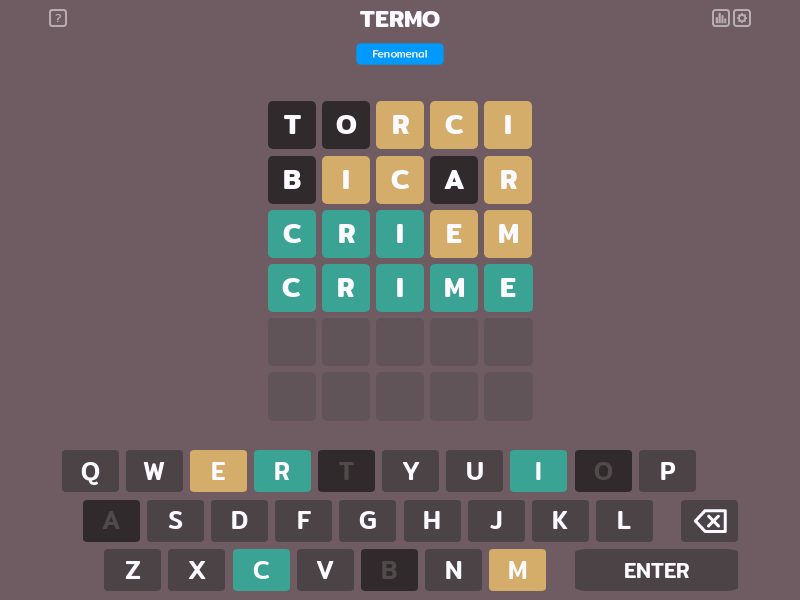 ?
TERMO
Fenomenal
T O R C I
B I C A R
C R I E M
C R I M E
Q W E R T Y U I O P
A S D F G H J K L
Z X C V B N M ENTER